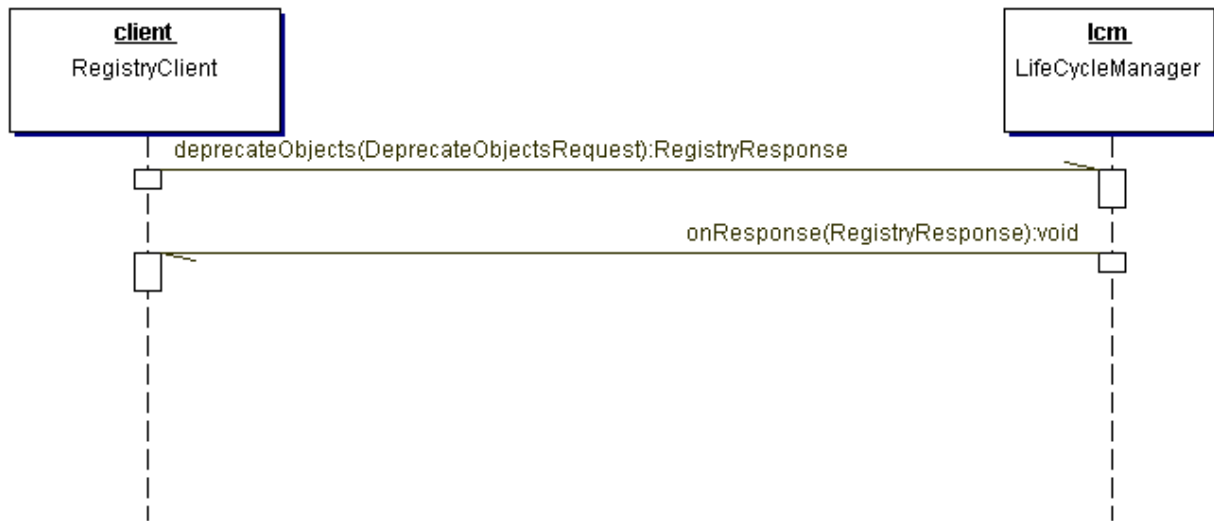 client
RegistryClient
lcm
LifeCycleManager
deprecateObjects(DeprecateObjectsRequest):RegistryResponse
onResponse(RegistryResponse):void